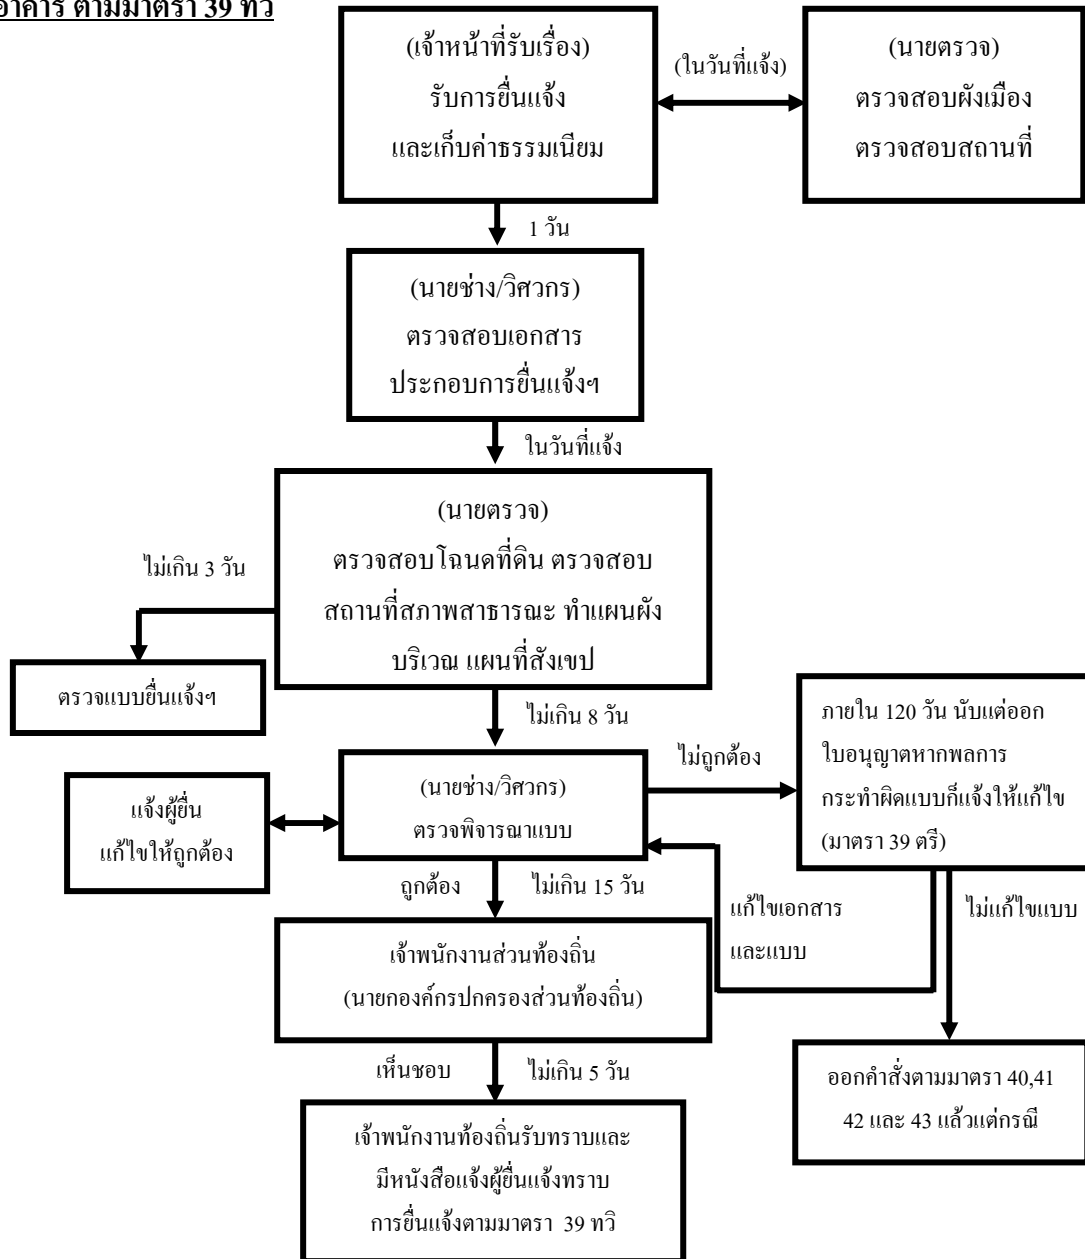 อาคาร ตามมาตรา 39 ทวิ
(เจ้าหน้าที่รับเรื่อง)
รับการยื่นแจ้ง
และเก็บค่าธรรมเนียม
(ในวันที่แจ้ง)
(นายตรวจ)
ตรวจสอบผังเมือง
ตรวจสอบสถานที่
1 วัน
(นายช่าง/วิศวกร)
ตรวจสอบเอกสาร
ประกอบการยื่นแจ้งฯ
ในวันที่แจ้ง
(นายตรวจ)
ตรวจสอบโฉนดที่ดิน ตรวจสอบ
สถานที่สภาพสาธารณะ ทำแผนผัง
บริเวณ แผนที่สังเขป
ไม่เกิน 3 วัน
ตรวจแบบยื่นแจ้งฯ
ไม่เกิน 8 วัน
(นายช่าง/วิศวกร)
ตรวจพิจารณาแบบ
แจ้งผู้ยื่น
แก้ไขให้ถูกต้อง
ไม่ถูกต้อง
ภายใน 120 วัน นับแต่ออก
ใบอนุญาตหากพลการ
กระทำผิดแบบก็แจ้งให้แก้ไข
(มาตรา 39 ตรี)
ถูกต้อง
ไม่เกิน 15 วัน
แก้ไขเอกสาร
และแบบ
ไม่แก้ไขแบบ
เจ้าพนักงานส่วนท้องถิ่น
(นายกองค์กรปกครองส่วนท้องถิ่น)
เห็นชอบ
ไม่เกิน 5 วัน
ออกคำสั่งตามมาตรา 40,41
42 และ 43 แล้วแต่กรณี
เจ้าพนักงานท้องถิ่นรับทราบและ
มีหนังสือแจ้งผู้ยื่นแจ้งทราบ
การยื่นแจ้งตามมาตรา 39 ทวิ